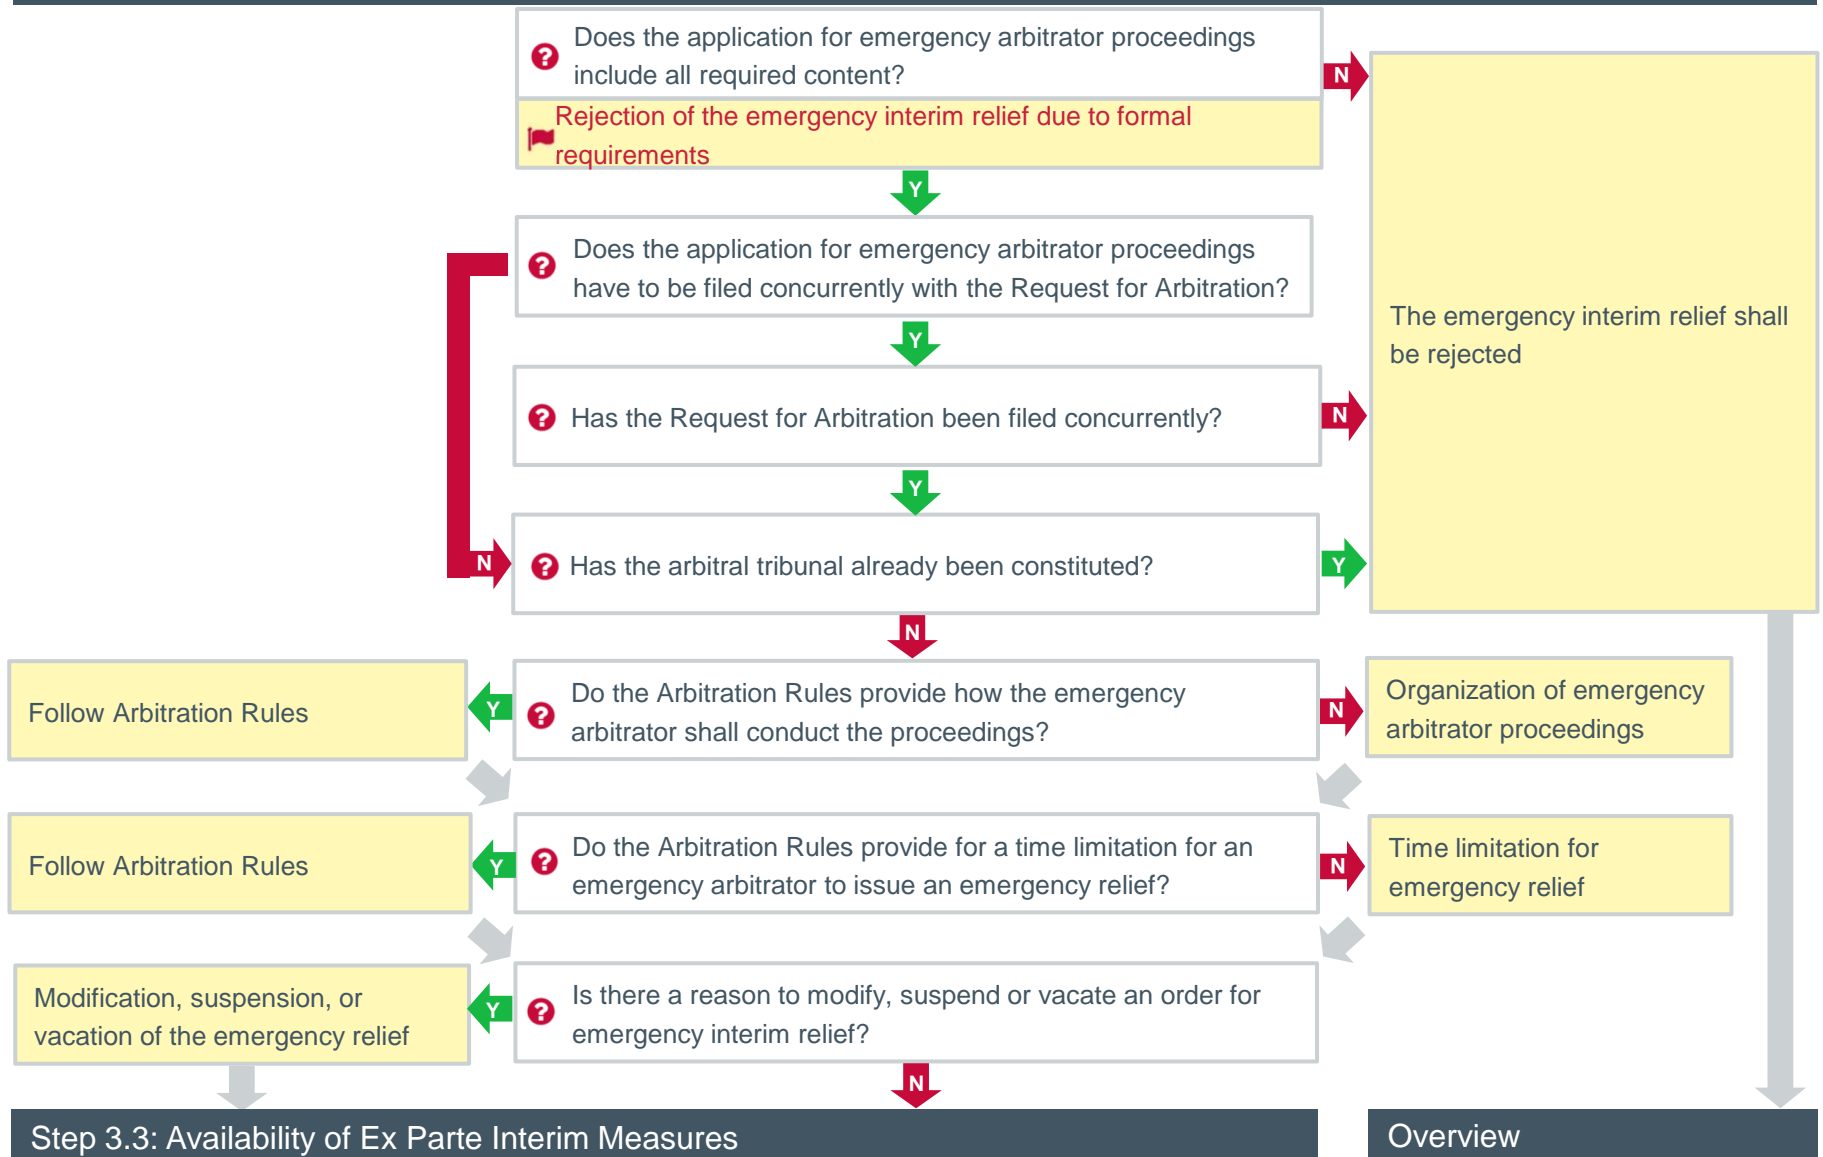 Does the application for emergency arbitrator proceedings
include all required content?
N
Rejection of the emergency interim relief due to formal
requirements
Y
Does the application for emergency arbitrator proceedings
have to be filed concurrently with the Request for Arbitration?
The emergency interim relief shall
be rejected
Y
Has the Request for Arbitration been filed concurrently?
N
Y
N
Has the arbitral tribunal already been constituted?
Y
N
Follow Arbitration Rules
Y
Do the Arbitration Rules provide how the emergency
arbitrator shall conduct the proceedings?
N
Organization of emergency
arbitrator proceedings
Follow Arbitration Rules
Y
Do the Arbitration Rules provide for a time limitation for an
emergency arbitrator to issue an emergency relief?
N
Time limitation for
emergency relief
Modification, suspension, or
vacation of the emergency relief
Y
Is there a reason to modify, suspend or vacate an order for
emergency interim relief?
N
Step 3.3: Availability of Ex Parte Interim Measures
Overview